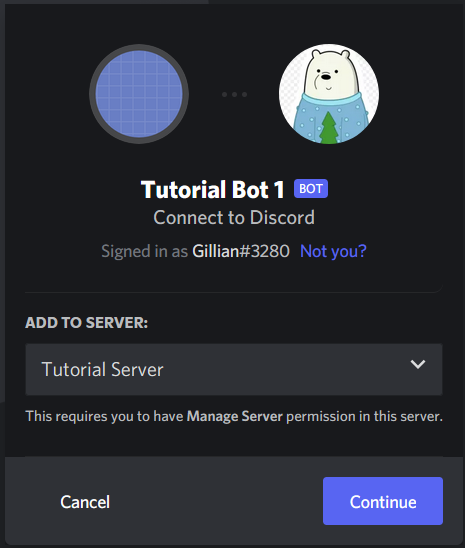 Tutorial Bot 1 BOT
Connect to Discord
Signed in as Gillian#3280 Not you?
ADD TO SERVER:
Tutorial Server
This requires you to have Manage Server permission in this server.
Cancel Continue